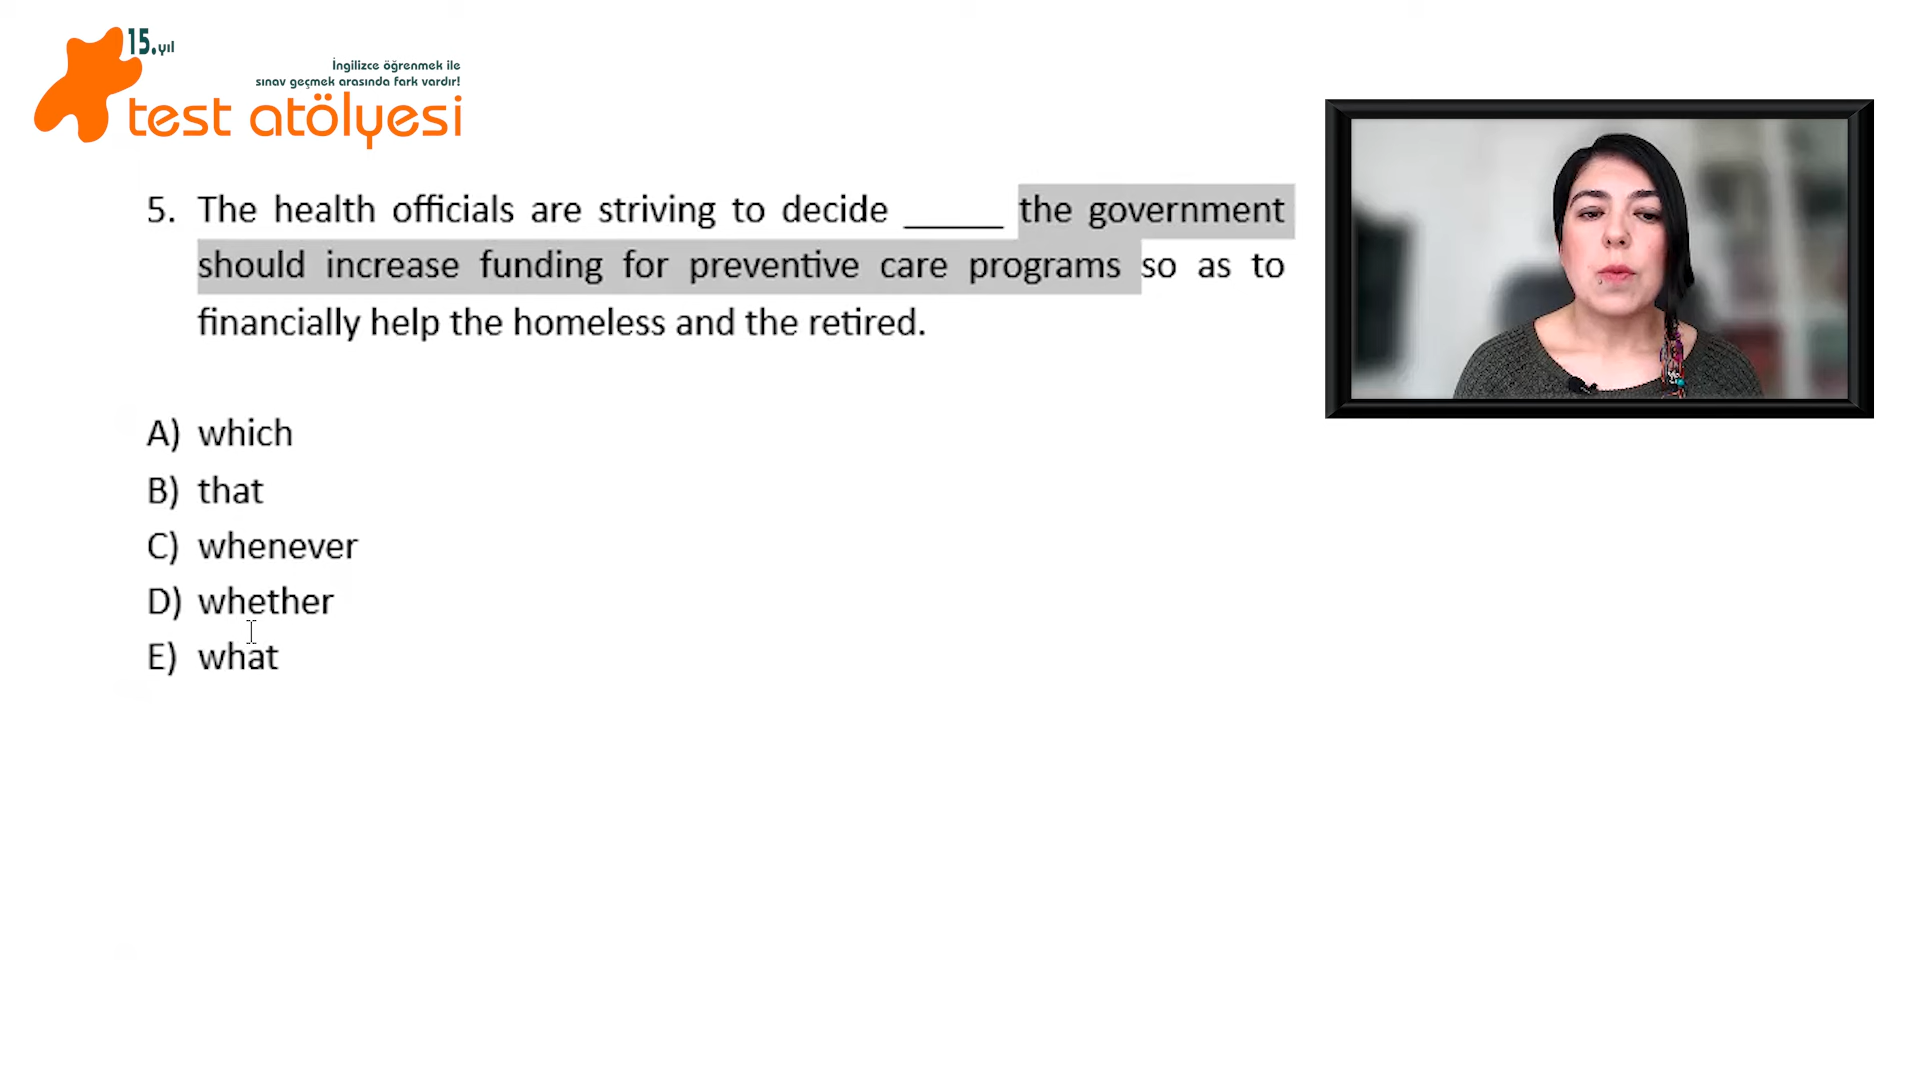 15.yıl
İngilizce öğrenmek ile
sınav geçmek arasında fark vardır!
test atölyesi
5. The health officials are striving to decide _____ the government
should increase funding for preventive care programs so as to
financially help the homeless and the retired.
A) which
B) that
C) whenever
D) whether
E) what